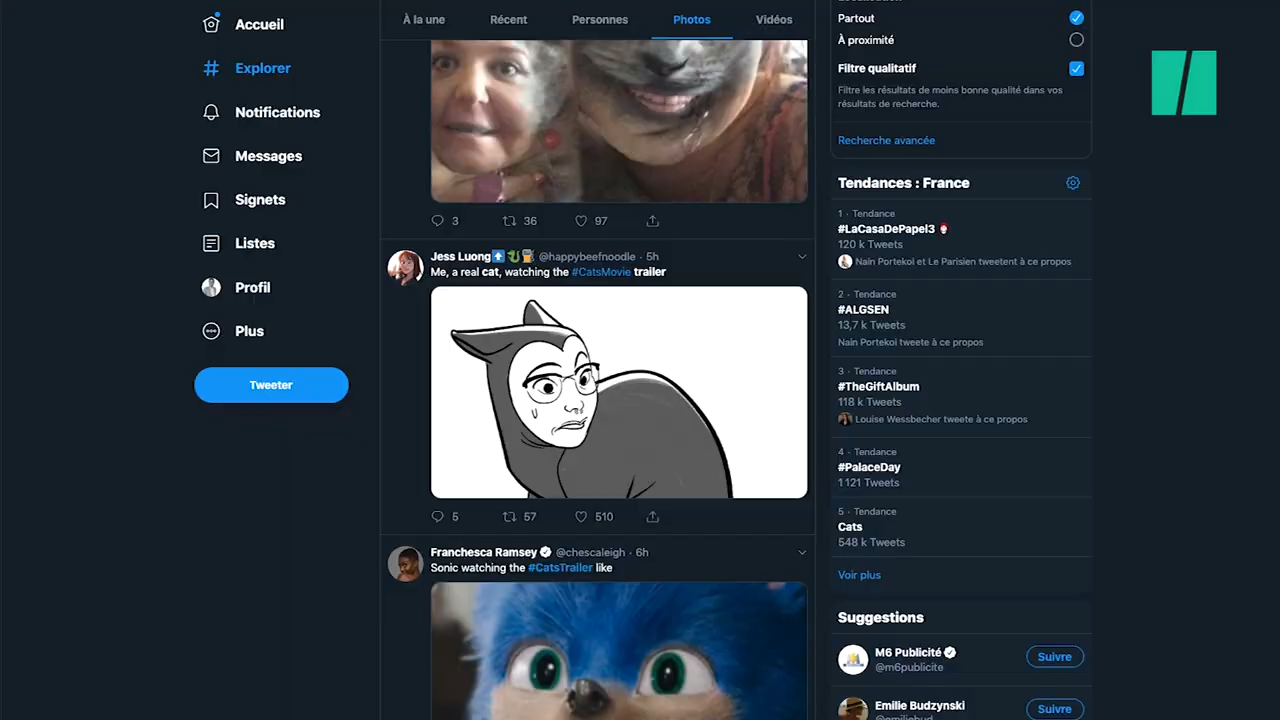 Accueil
Explorer
Notifications
Messages
Signets
Listes
Profil
Plus
Tweeter
À la une
Récent
Personnes
Photos
Vidéos
3
36
97
Jess Luong @happybeefnoodle · 5h
Me, a real cat, watching the #CatsMovie trailer
5
57
510
Franchesca Ramsey @chescaleigh · 6h
Sonic watching the #CatsTrailer like
Partout
À proximité
Filtre qualitatif
Filtre les résultats de moins bonne qualité dans vos
résultats de recherche.
Recherche avancée
Tendances : France
1 · Tendance
#LaCasaDePapel3
120 k Tweets
Nain Portekoi et Le Parisien tweetent à ce propos
2 · Tendance
#ALGSEN
13,7 k Tweets
Nain Portekoi tweete à ce propos
3 · Tendance
#TheGiftAlbum
118 k Tweets
Louise Wessbecher tweete à ce propos
4 · Tendance
#PalaceDay
1 121 Tweets
5 · Tendance
Cats
548 k Tweets
Voir plus
Suggestions
M6 Publicité
@m6publicite
Suivre
Emilie Budzynski
Suivre